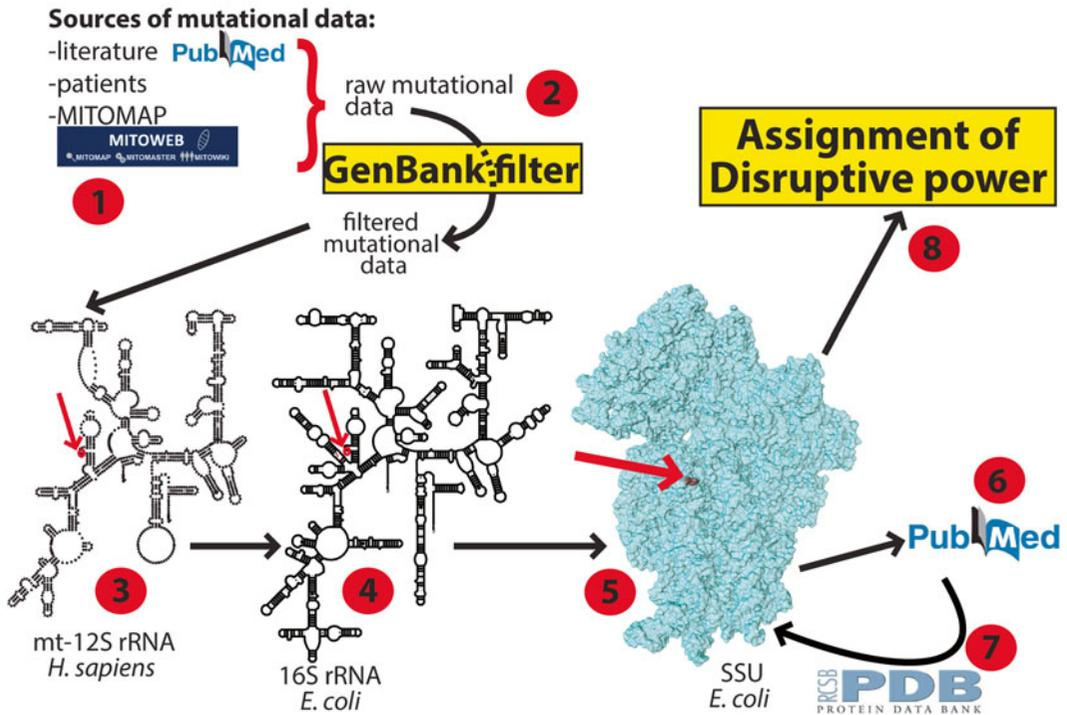 Sources of mutational data:
-literature PubMed
-patients
-MITOMAP
MITOWEB
MITOMAP MITOMASTER MITOWIKI
1
raw mutational
data
2
GenBank filter
filtered
mutational
data
Assignment of
Disruptive power
8
3
mt-12S rRNA
H. sapiens
4
16S rRNA
E. coli
5
SSU
E. coli
6
PubMed
7
RCSB
PDB
PROTEIN DATA BANK